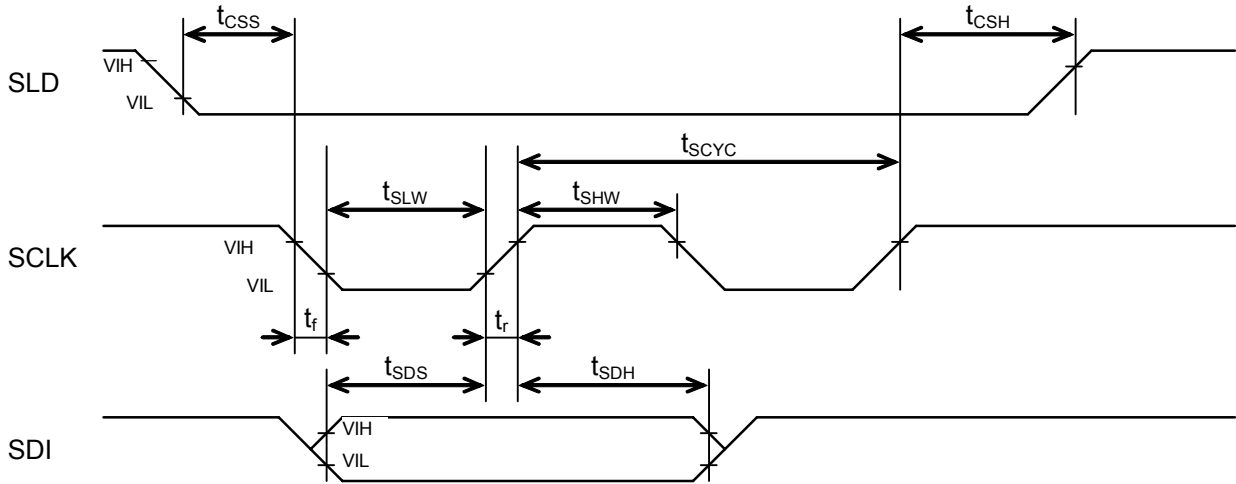 tCSS
tCSH
SLD
VIH
VIL
tSCYC
tSLW
tSHW
SCLK
VIH
VIL
tf
tr
tSDS
tSDH
SDI
VIH
VIL